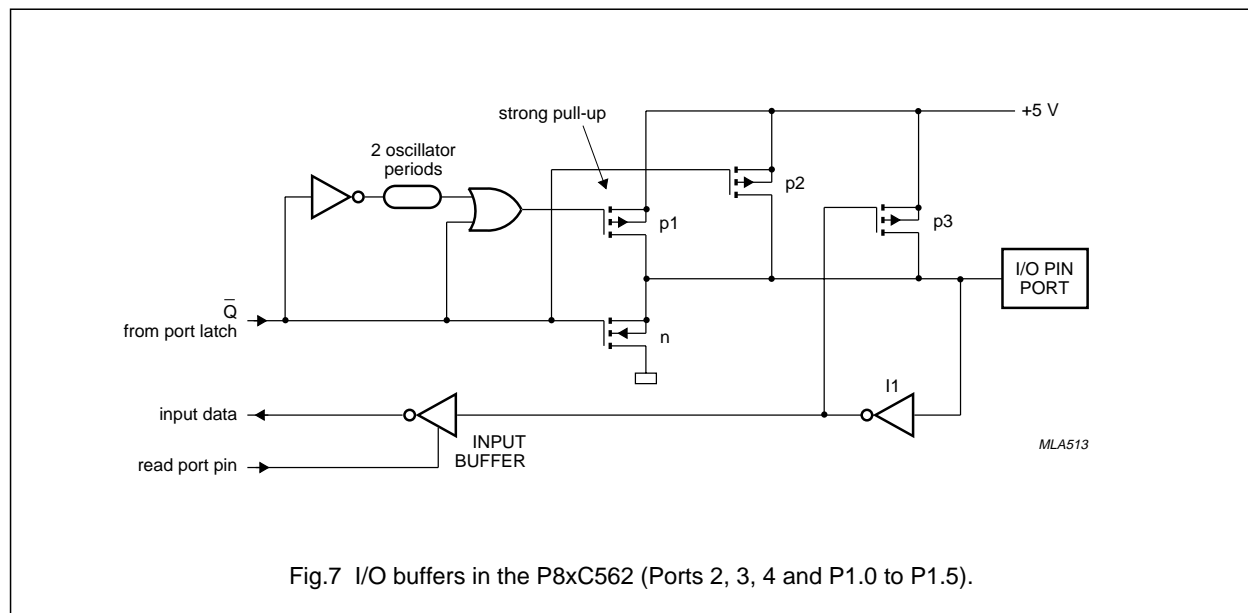 strong pull-up
+5 V
2 oscillator
periods
p2
p1
p3
I/O PIN
PORT
Q̅
from port latch
n
I1
input data
INPUT
BUFFER
read port pin
MLA513
Fig.7 I/O buffers in the P8xC562 (Ports 2, 3, 4 and P1.0 to P1.5).